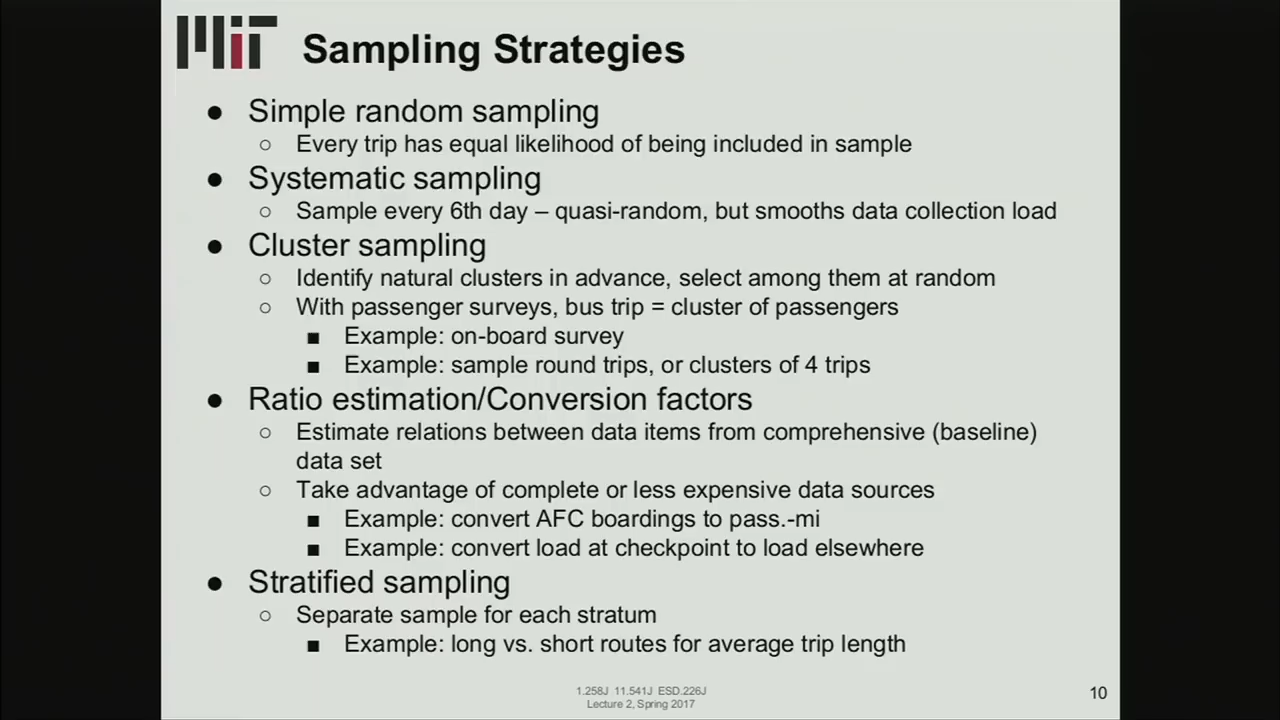 MIT
Sampling Strategies
● Simple random sampling
○ Every trip has equal likelihood of being included in sample
● Systematic sampling
○ Sample every 6th day – quasi-random, but smooths data collection load
● Cluster sampling
○ Identify natural clusters in advance, select among them at random
○ With passenger surveys, bus trip = cluster of passengers
■ Example: on-board survey
■ Example: sample round trips, or clusters of 4 trips
● Ratio estimation/Conversion factors
○ Estimate relations between data items from comprehensive (baseline)
data set
○ Take advantage of complete or less expensive data sources
■ Example: convert AFC boardings to pass.-mi
■ Example: convert load at checkpoint to load elsewhere
● Stratified sampling
○ Separate sample for each stratum
■ Example: long vs. short routes for average trip length
1.258J 11.541J ESD.226J
Lecture 2, Spring 2017
10